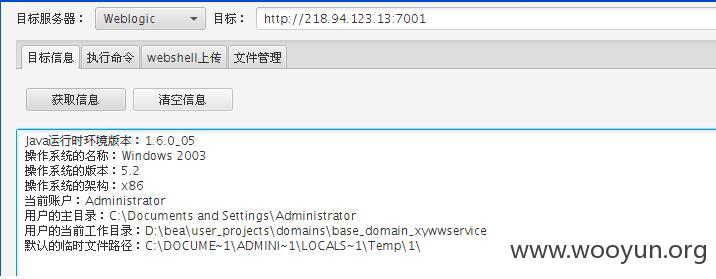 目标服务器： Weblogic 目标： http://218.94.123.13:7001
目标信息 执行命令 webshell上传 文件管理
获取信息 清空信息
Java运行时环境版本：1.6.0_05
操作系统的名称：Windows 2003
操作系统的版本：5.2
操作系统的架构：x86
当前账户：Administrator
用户的主目录：C:\Documents and Settings\Administrator
用户的当前工作目录：D:\bea\user_projects\domains\base_domain_xywwservice
默认的临时文件路径：C:\DOCUME~1\ADMINI~1\LOCALS~1\Temp\1\
www.wooyun.org